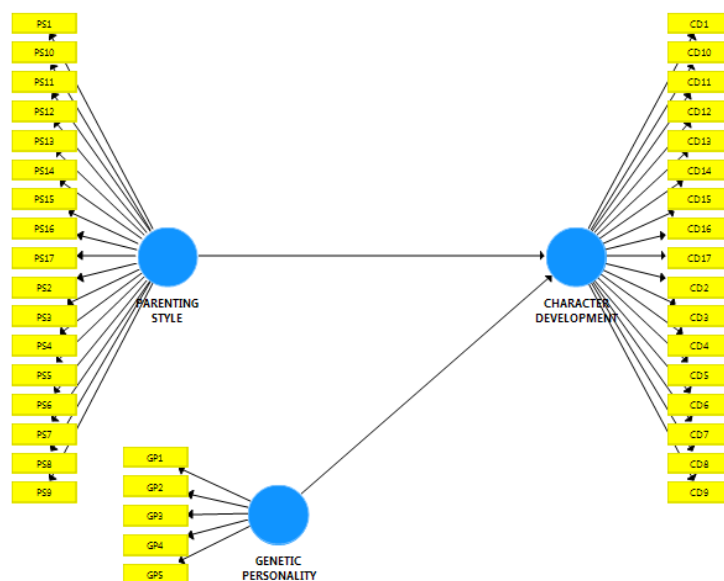 PS1
PS10
PS11
PS12
PS13
PS14
PS15
PS16
PS17
PS2
PS3
PS4
PS5
PS6
PS7
PS8
PS9
PARENTING
STYLE
GP1
GP2
GP3
GP4
GP5
GENETIC
PERSONALITY
CHARACTER
DEVELOPMENT
CD1
CD10
CD11
CD12
CD13
CD14
CD15
CD16
CD17
CD2
CD3
CD4
CD5
CD6
CD7
CD8
CD9